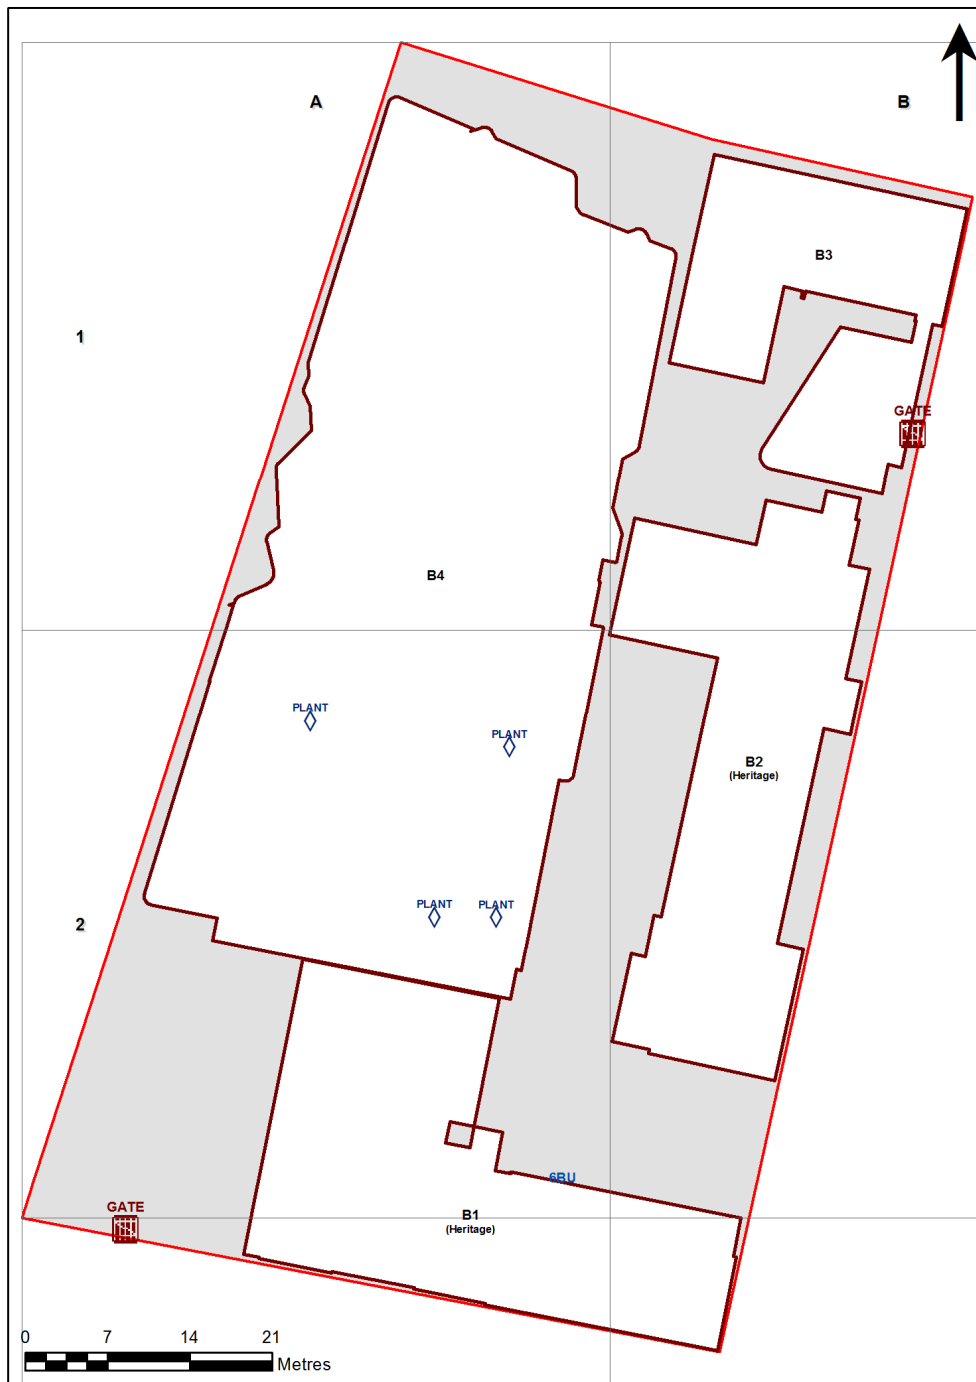 A
B
B3
1
GATE
B4
PLANT
PLANT
B2
(Heritage)
PLANT
PLANT
2
6BU
GATE
B1
(Heritage)
0 7 14 21
Metres